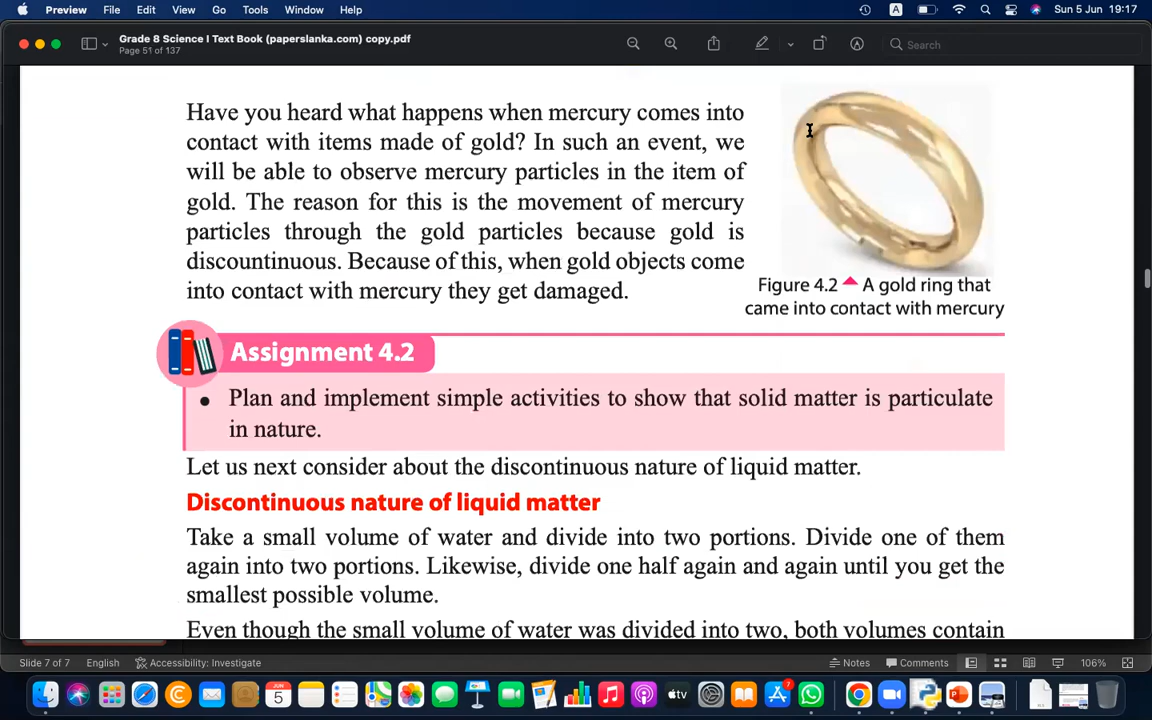 Preview File Edit View Go Tools Window Help A Sun 5 Jun 19:17
Grade 8 Science I Text Book (paperslanka.com) copy.pdf
Page 51 of 137
Search
Have you heard what happens when mercury comes into
contact with items made of gold? In such an event, we
will be able to observe mercury particles in the item of
gold. The reason for this is the movement of mercury
particles through the gold particles because gold is
discountinuous. Because of this, when gold objects come
into contact with mercury they get damaged.
Figure 4.2 A gold ring that
came into contact with mercury
Assignment 4.2
• Plan and implement simple activities to show that solid matter is particulate
in nature.
Let us next consider about the discontinuous nature of liquid matter.
Discontinuous nature of liquid matter
Take a small volume of water and divide into two portions. Divide one of them
again into two portions. Likewise, divide one half again and again until you get the
smallest possible volume.
Even though the small volume of water was divided into two, both volumes contain
Slide 7 of 7 English Accessibility: Investigate Notes Comments 106%
JUN
5
tv
7